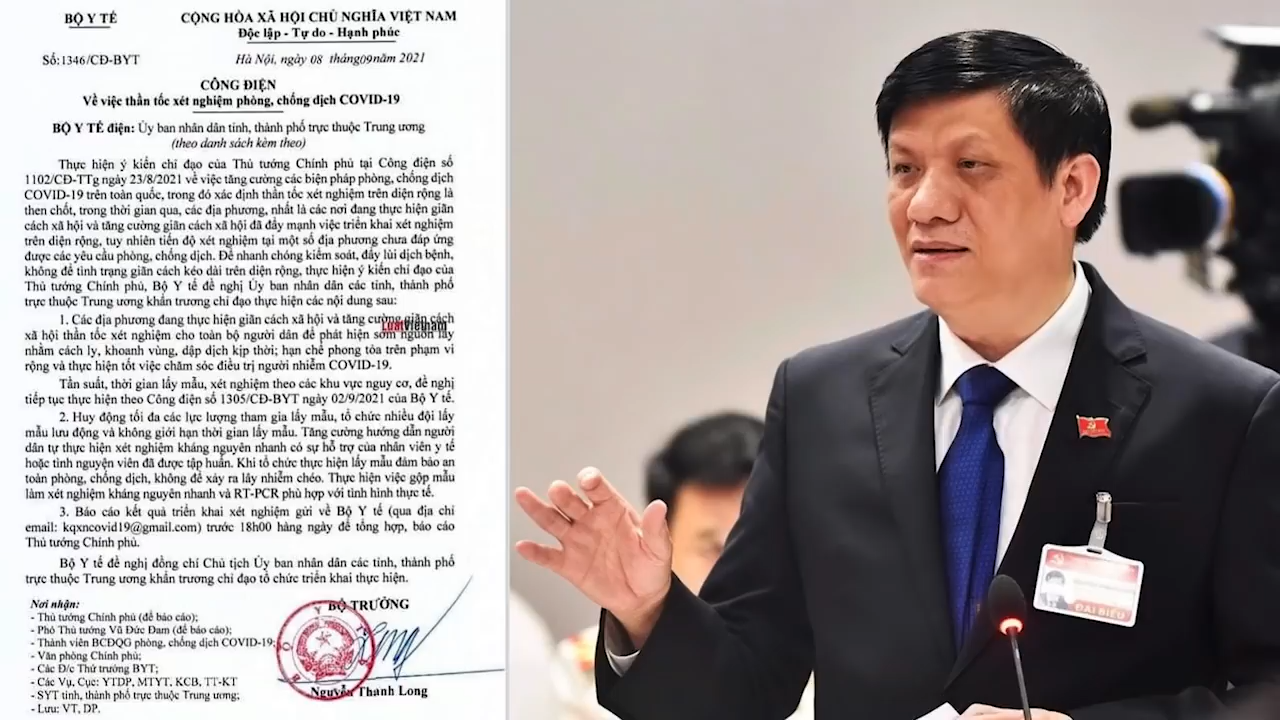 BỘ Y TẾ
CỘNG HÒA XÃ HỘI CHỦ NGHĨA VIỆT NAM
Độc lập - Tự do - Hạnh phúc
Số:1346/CĐ-BYT
Hà Nội, ngày 08 tháng09năm 2021
CÔNG ĐIỆN
Về việc thần tốc xét nghiệm phòng, chống dịch COVID-19
BỘ Y TẾ điện: Ủy ban nhân dân tỉnh, thành phố trực thuộc Trung ương
(theo danh sách kèm theo)
Thực hiện ý kiến chỉ đạo của Thủ tướng Chính phủ tại Công điện số
1102/CĐ-TTg ngày 23/8/2021 về việc tăng cường các biện pháp phòng, chống dịch
COVID-19 trên toàn quốc, trong đó xác định thần tốc xét nghiệm trên diện rộng là
then chốt, trong thời gian qua, các địa phương, nhất là các nơi đang thực hiện giãn
cách xã hội và tăng cường giãn cách xã hội đã đẩy mạnh việc triển khai xét nghiệm
trên diện rộng, tuy nhiên tiến độ xét nghiệm tại một số địa phương chưa đáp ứng
được các yêu cầu phòng, chống dịch. Để nhanh chóng kiểm soát, đẩy lùi dịch bệnh,
không để tình trạng giãn cách kéo dài trên diện rộng, thực hiện ý kiến chỉ đạo của
Thủ tướng Chính phủ, Bộ Y tế đề nghị Ủy ban nhân dân các tỉnh, thành phố
trực thuộc Trung ương khẩn trương chỉ đạo thực hiện các nội dung sau:
1. Các địa phương đang thực hiện giãn cách xã hội và tăng cường giãn cách
xã hội thần tốc xét nghiệm cho toàn bộ người dân để phát hiện sớm nguồn lây
LuatVietnam
nhằm cách ly, khoanh vùng, dập dịch kịp thời; hạn chế phong tỏa trên phạm vi
rộng và thực hiện tốt việc chăm sóc điều trị người nhiễm COVID-19.
Tần suất, thời gian lấy mẫu, xét nghiệm theo các khu vực nguy cơ, đề nghị
tiếp tục thực hiện theo Công điện số 1305/CĐ-BYT ngày 02/9/2021 của Bộ Y tế.
2. Huy động tối đa các lực lượng tham gia lấy mẫu, tổ chức nhiều đội lấy
mẫu lưu động và không giới hạn thời gian lấy mẫu. Tăng cường hướng dẫn người
dân tự thực hiện xét nghiệm kháng nguyên nhanh có sự hỗ trợ của nhân viên y tế
hoặc tình nguyện viên đã được tập huấn. Khi tổ chức thực hiện lấy mẫu đảm bảo an
toàn phòng, chống dịch, không để xảy ra lây nhiễm chéo. Thực hiện việc gộp mẫu
làm xét nghiệm kháng nguyên nhanh và RT-PCR phù hợp với tình hình thực tế.
3. Báo cáo kết quả triển khai xét nghiệm gửi về Bộ Y tế (qua địa chỉ
email: kqxncovid19@gmail.com) trước 18h00 hàng ngày để tổng hợp, báo cáo
Thủ tướng Chính phủ.
Bộ Y tế đề nghị đồng chí Chủ tịch Ủy ban nhân dân các tỉnh, thành phố
trực thuộc Trung ương khẩn trương chỉ đạo tổ chức triển khai thực hiện.
Nơi nhận:
- Thủ tướng Chính phủ (để báo cáo);
- Phó Thủ tướng Vũ Đức Đam (để báo cáo);
- Thành viên BCĐQG phòng, chống dịch COVID-19;
- Văn phòng Chính phủ;
- Các Đ/c Thứ trưởng BYT;
- Các Vụ, Cục: YTDP, MTYT, KCB, TT-KT
- SYT tỉnh, thành phố trực thuộc Trung ương;
- Lưu: VT, DP.
BỘ TRƯỞNG
Nguyễn Thanh Long
ĐẠI BIỂU